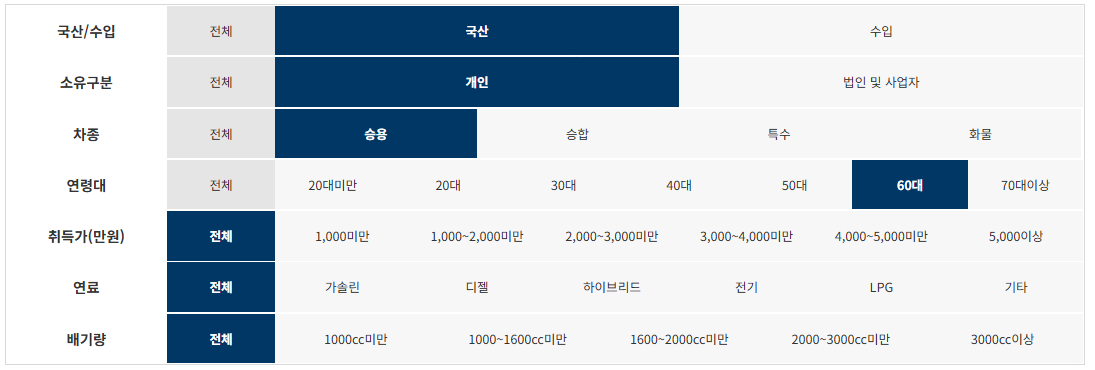 국산/수입 전체 국산 수입
소유구분 전체 개인 법인 및 사업자
차종 전체 승용 승합 특수 화물
연령대 전체 20대미만 20대 30대 40대 50대 60대 70대이상
취득가(만원) 전체 1,000미만 1,000~2,000미만 2,000~3,000미만 3,000~4,000미만 4,000~5,000미만 5,000이상
연료 전체 가솔린 디젤 하이브리드 전기 LPG 기타
배기량 전체 1000cc미만 1000~1600cc미만 1600~2000cc미만 2000~3000cc미만 3000cc이상